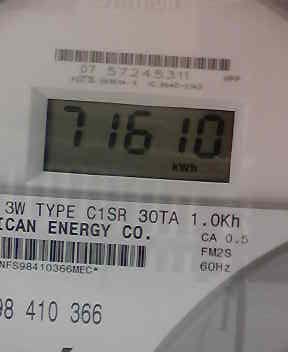 07 57245311
71610
kWh
3W TYPE C1SR 30TA 1.0Kh
ICAN ENERGY CO.
CA 0.5
FM2S
60Hz
NFS98410366MEC*
98 410 366